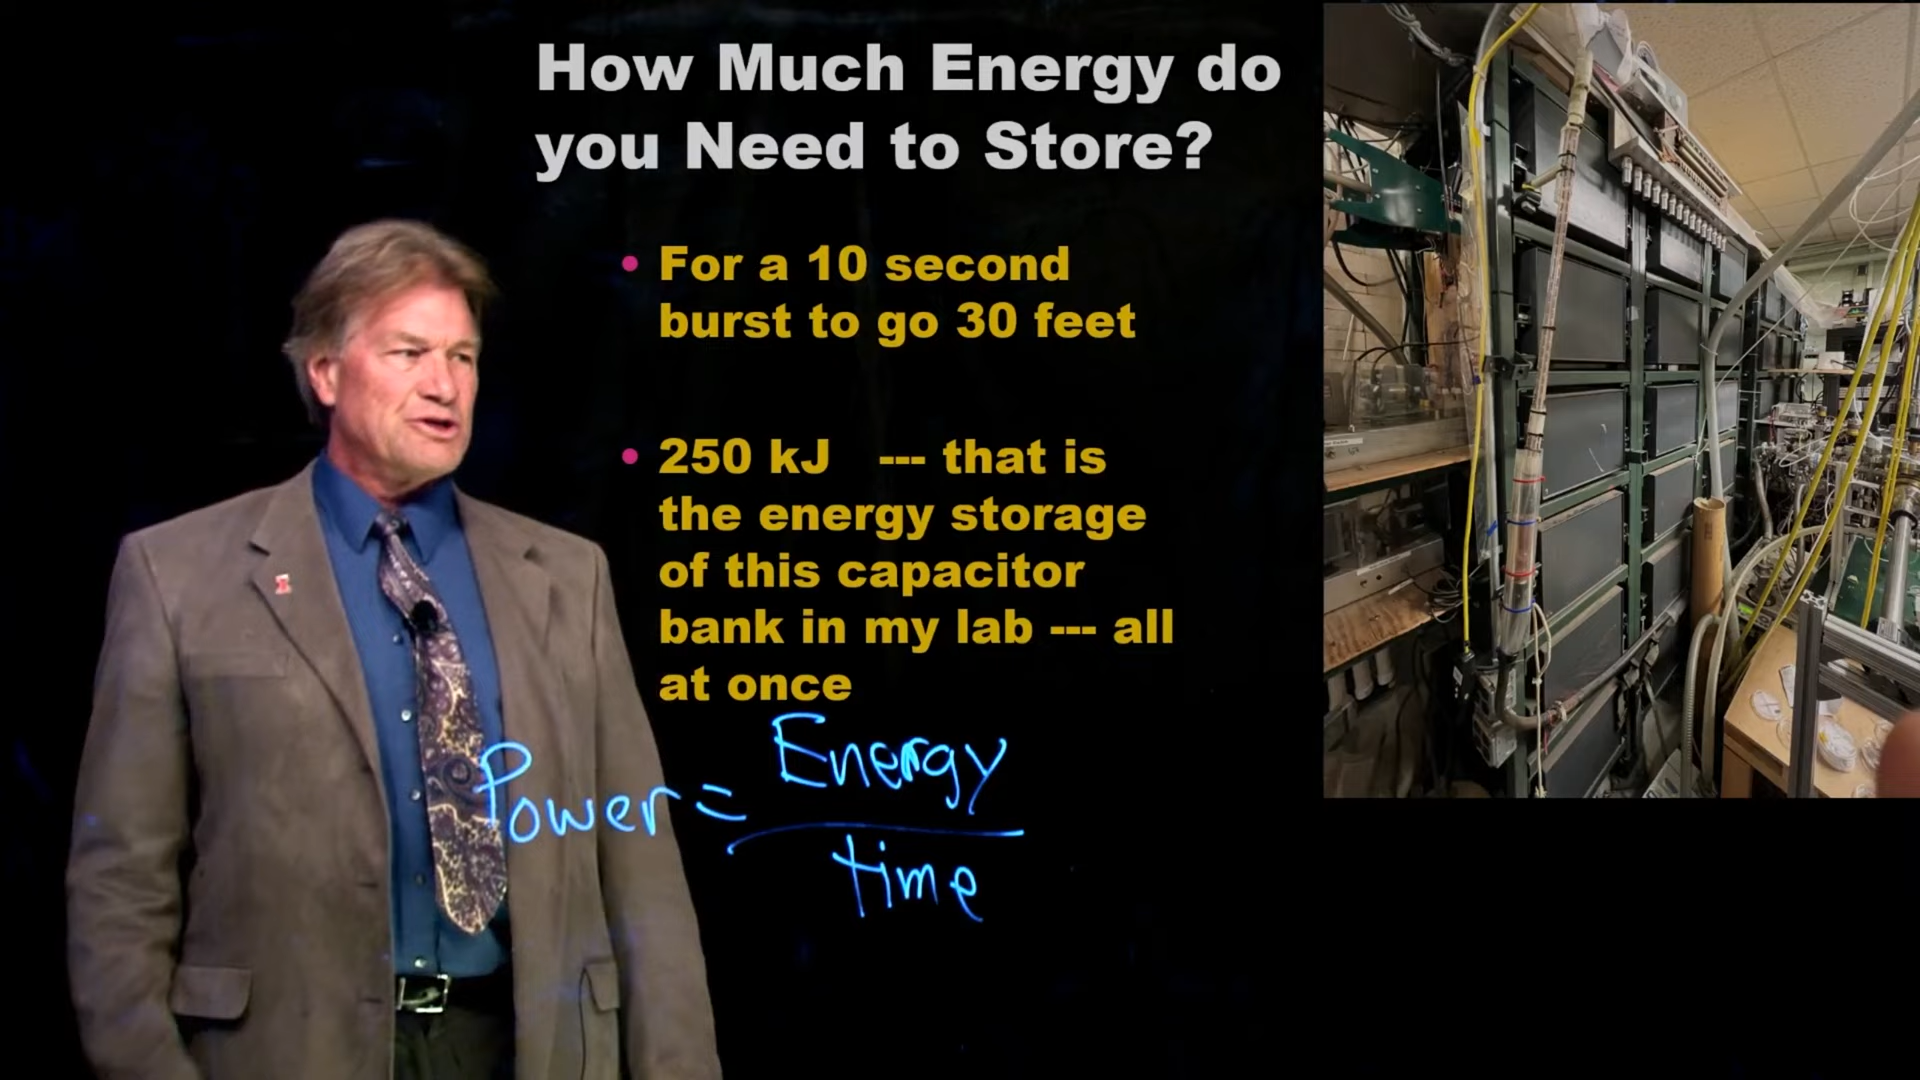 How Much Energy do
you Need to Store?
• For a 10 second
burst to go 30 feet
• 250 kJ --- that is
the energy storage
of this capacitor
bank in my lab --- all
at once
Power = Energy
time